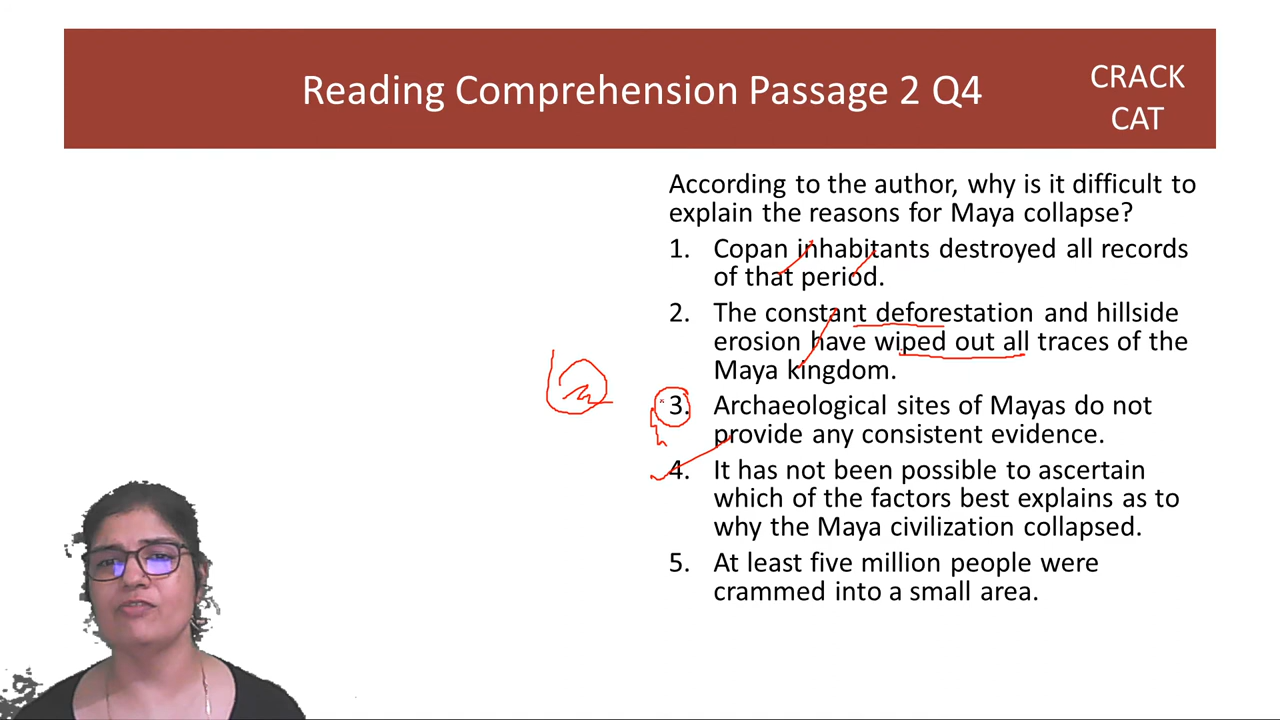 Reading Comprehension Passage 2 Q4
CRACK
CAT
According to the author, why is it difficult to
explain the reasons for Maya collapse?
1. Copan inhabitants destroyed all records
of that period.
2. The constant deforestation and hillside
erosion have wiped out all traces of the
Maya kingdom.
3. Archaeological sites of Mayas do not
provide any consistent evidence.
4. It has not been possible to ascertain
which of the factors best explains as to
why the Maya civilization collapsed.
5. At least five million people were
crammed into a small area.